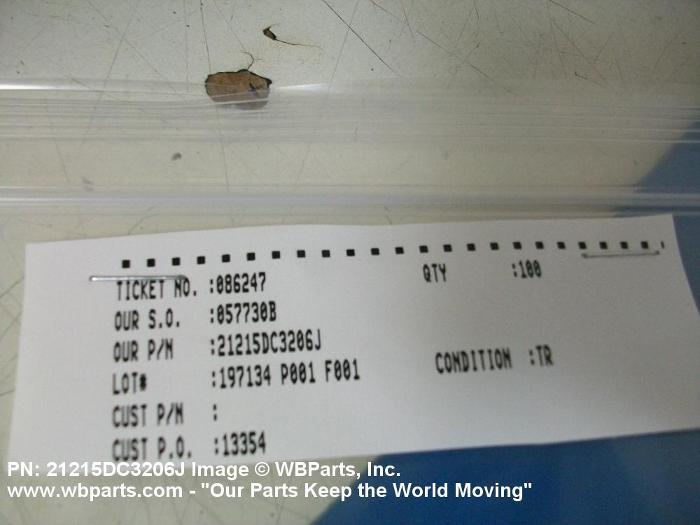 TICKET NO. :086247 QTY :100
OUR S.O. :057730B
OUR P/N :21215DC3206J
LOT# :197134 P001 F001 CONDITION :TR
CUST P/N :
CUST P.O. :13354
PN: 21215DC3206J Image © WBParts, Inc.
www.wbparts.com - "Our Parts Keep the World Moving"